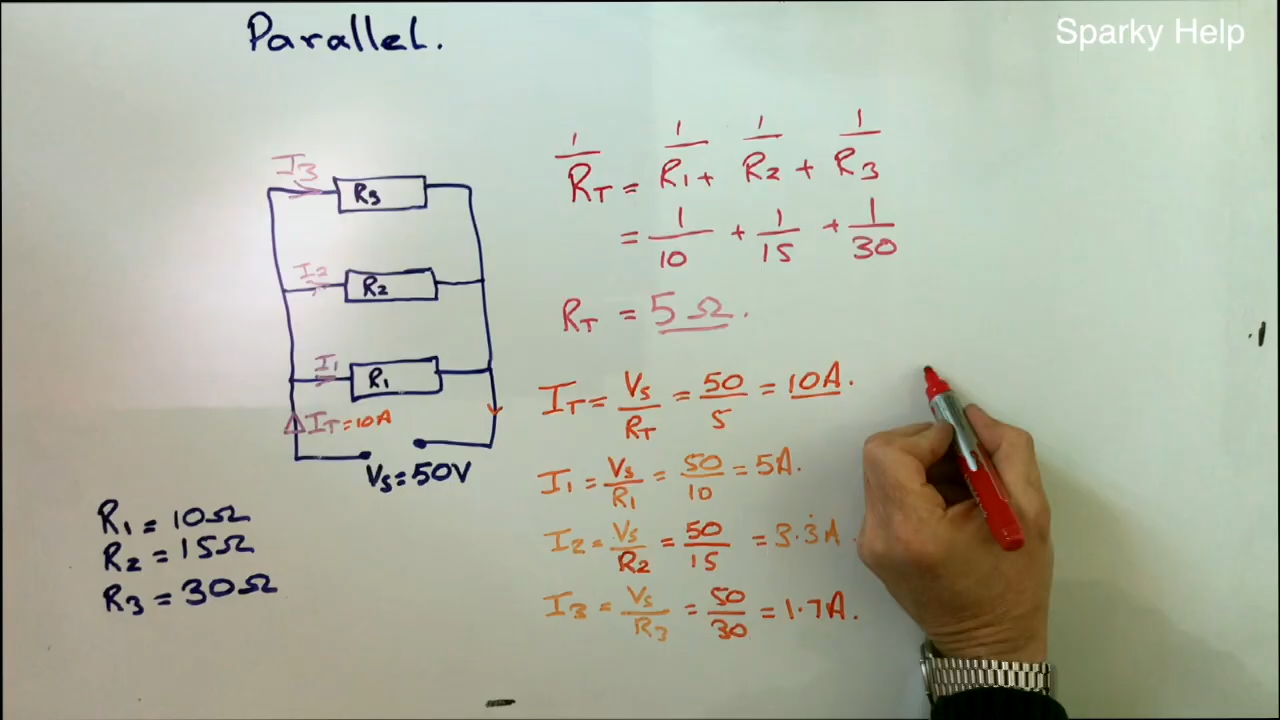 Parallel.
Sparky Help
I3
R3
I2
R2
I1
R1
IT=10A
Vs=50V
R1=10Ω
R2=15Ω
R3=30Ω
1/RT = 1/R1 + 1/R2 + 1/R3
= 1/10 + 1/15 + 1/30
RT = 5Ω.
IT = Vs/RT = 50/5 = 10A.
I1 = Vs/R1 = 50/10 = 5A.
I2 = Vs/R2 = 50/15 = 3.3̇A.
I3 = Vs/R3 = 50/30 = 1.7A.